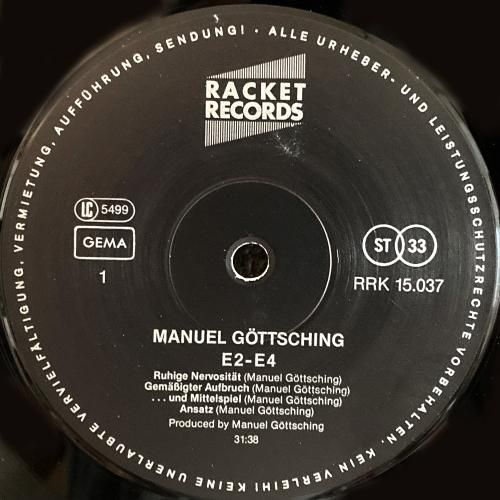 KEINE UNERLAUBTE VERVIELFÄLTIGUNG, VERMIETUNG, AUFFÜHRUNG, SENDUNG! · ALLE URHEBER- UND LEISTUNGSSCHUTZRECHTE VORBEHALTEN. KEIN VERLEIH!
RACKET
RECORDS
LC 5499
GEMA
1
ST 33
RRK 15.037
MANUEL GÖTTSCHING
E2-E4
Ruhige Nervosität (Manuel Göttsching)
Gemäßigter Aufbruch (Manuel Göttsching)
...und Mittelspiel (Manuel Göttsching)
Ansatz (Manuel Göttsching)
Produced by Manuel Göttsching
31:38